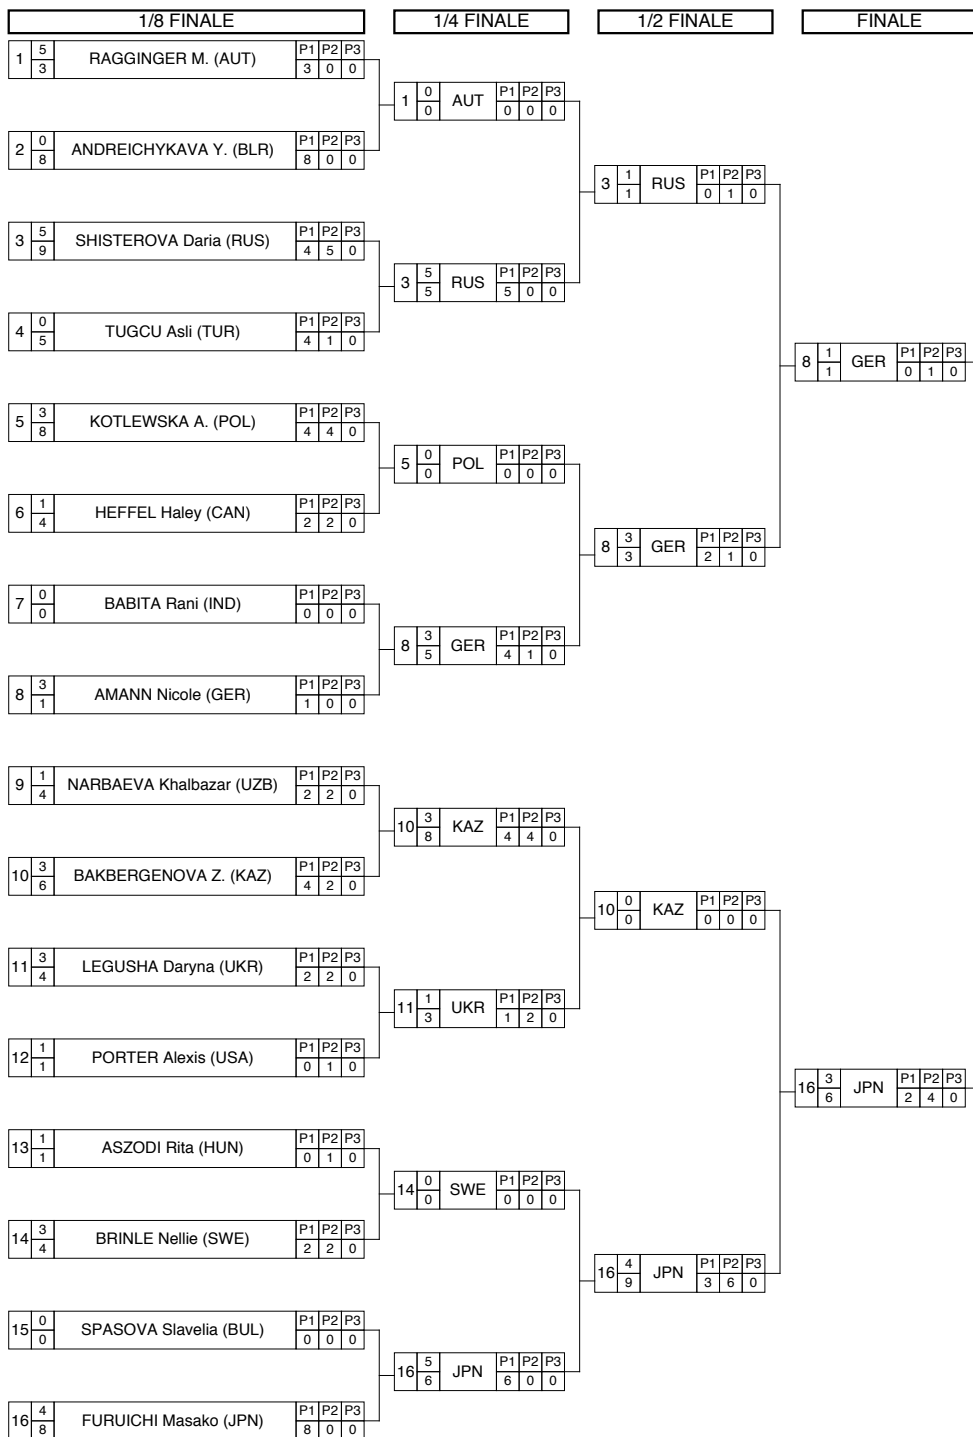 1/8 FINALE 1/4 FINALE 1/2 FINALE FINALE
1 5 3 RAGGINGER M. (AUT) P1 P2 P3 3 0 0
1 0 0 AUT P1 P2 P3 0 0 0
2 0 8 ANDREICHYKAVA Y. (BLR) P1 P2 P3 8 0 0
3 1 1 RUS P1 P2 P3 0 1 0
3 5 9 SHISTEROVA Daria (RUS) P1 P2 P3 4 5 0
3 5 5 RUS P1 P2 P3 5 0 0
4 0 5 TUGCU Asli (TUR) P1 P2 P3 4 1 0
8 1 1 GER P1 P2 P3 0 1 0
5 3 8 KOTLEWSKA A. (POL) P1 P2 P3 4 4 0
5 0 0 POL P1 P2 P3 0 0 0
6 1 4 HEFFEL Haley (CAN) P1 P2 P3 2 2 0
8 3 3 GER P1 P2 P3 2 1 0
7 0 0 BABITA Rani (IND) P1 P2 P3 0 0 0
8 3 5 GER P1 P2 P3 4 1 0
8 3 1 AMANN Nicole (GER) P1 P2 P3 1 0 0
9 1 4 NARBAEVA Khalbazar (UZB) P1 P2 P3 2 2 0
10 3 8 KAZ P1 P2 P3 4 4 0
10 3 6 BAKBERGENOVA Z. (KAZ) P1 P2 P3 4 2 0
10 0 0 KAZ P1 P2 P3 0 0 0
11 3 4 LEGUSHA Daryna (UKR) P1 P2 P3 2 2 0
11 1 3 UKR P1 P2 P3 1 2 0
12 1 1 PORTER Alexis (USA) P1 P2 P3 0 1 0
16 3 6 JPN P1 P2 P3 2 4 0
13 1 1 ASZODI Rita (HUN) P1 P2 P3 0 1 0
14 0 0 SWE P1 P2 P3 0 0 0
14 3 4 BRINLE Nellie (SWE) P1 P2 P3 2 2 0
16 4 9 JPN P1 P2 P3 3 6 0
15 0 0 SPASOVA Slavelia (BUL) P1 P2 P3 0 0 0
16 5 6 JPN P1 P2 P3 6 0 0
16 4 8 FURUICHI Masako (JPN) P1 P2 P3 8 0 0